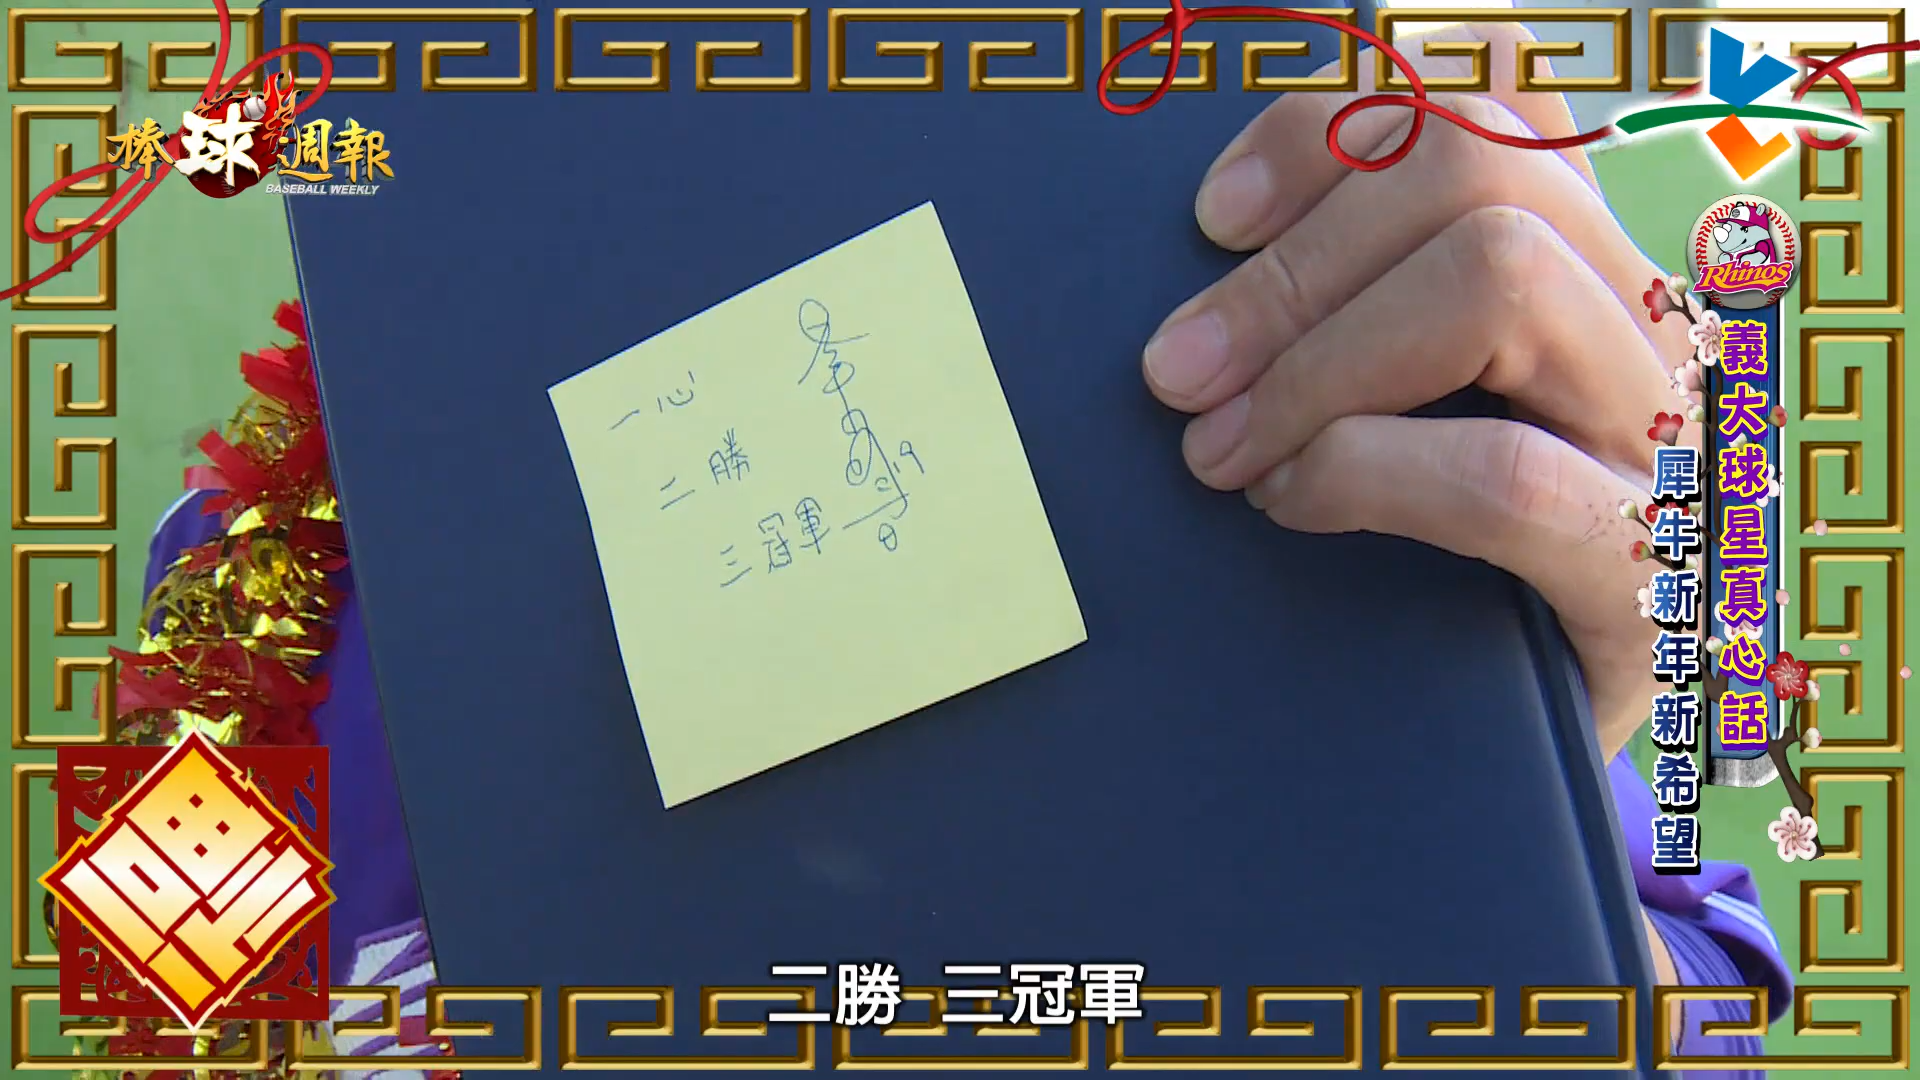 棒球週報
BASEBALL WEEKLY
Rhinos
義大球星真心話
犀牛新年新希望
一心
二勝
三冠軍
19
二勝 三冠軍